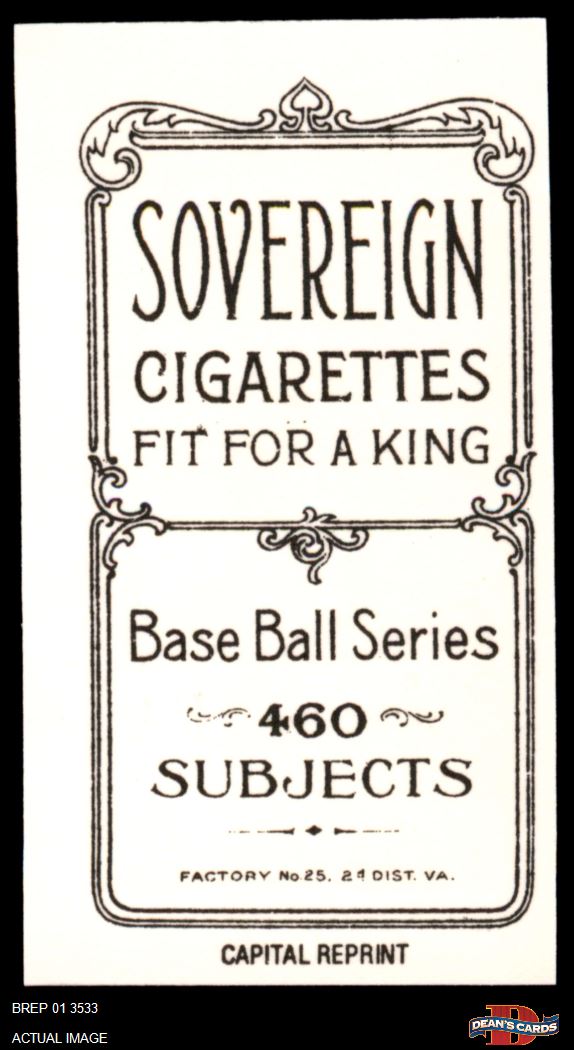 SOVEREIGN
CIGARETTES
FIT FOR A KING
Base Ball Series
460
SUBJECTS
FACTORY No. 25. 2d DIST. VA.
CAPITAL REPRINT
BREP 01 3533
ACTUAL IMAGE
D
DEAN'S CARDS